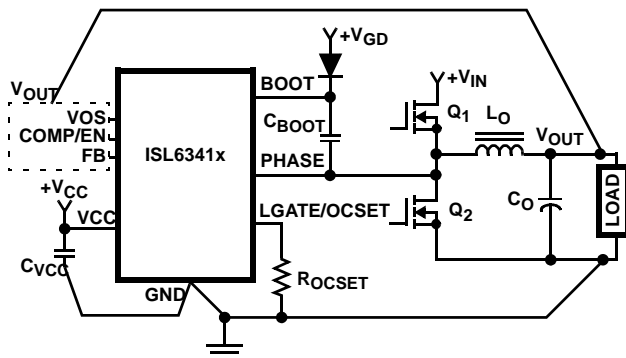 +VGD
VOUT
BOOT
+VIN
VOS
COMP/EN
FB
ISL6341x
CBOOT
Q1
LO
VOUT
PHASE
+VCC
VCC
LGATE/OCSET
Q2
CO
LOAD
CVCC
GND
ROCSET